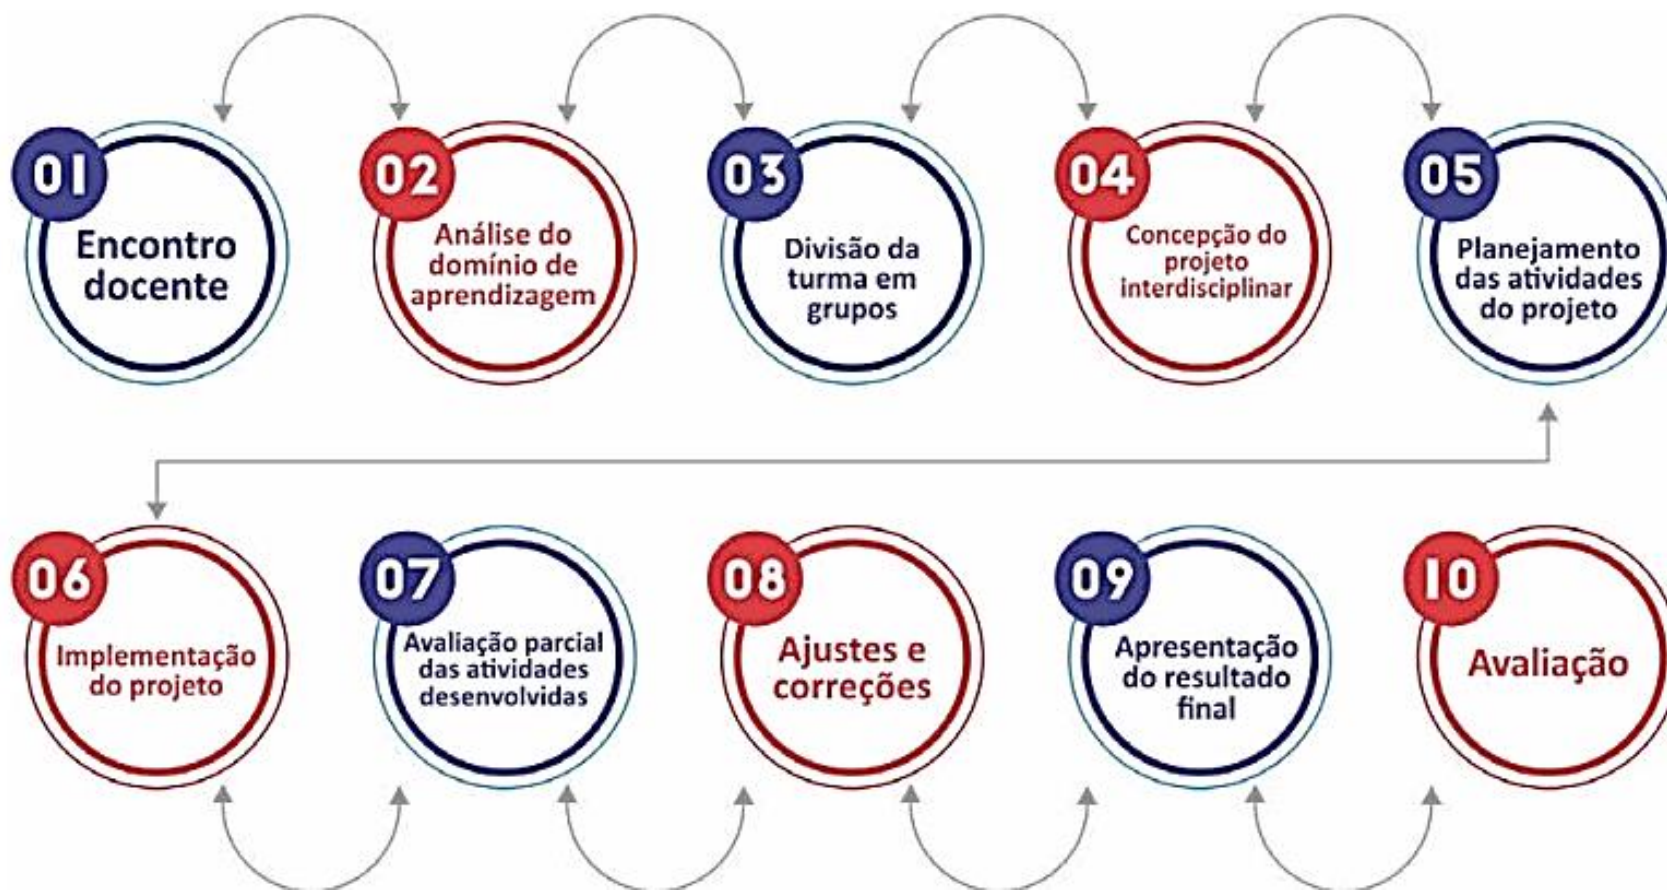 01
Encontro
docente
02
Análise do
domínio de
aprendizagem
03
Divisão da
turma em
grupos
04
Concepção do
projeto
interdisciplinar
05
Planejamento
das atividades
do projeto
06
Implementação
do projeto
07
Avaliação parcial
das atividades
desenvolvidas
08
Ajustes e
correções
09
Apresentação
do resultado
final
10
Avaliação